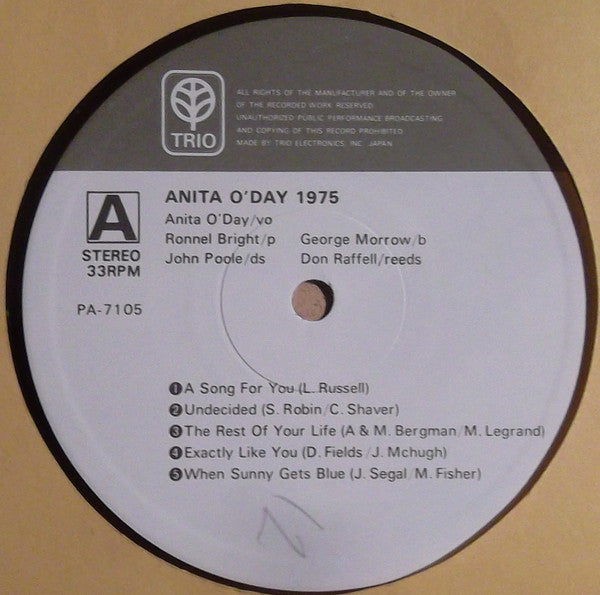 TRIO
ALL RIGHTS OF THE MANUFACTURER AND OF THE OWNER
OF THE RECORDED WORK RESERVED
UNAUTHORIZED PUBLIC PERFORMANCE BROADCASTING
AND COPYING OF THIS RECORD PROHIBITED
MADE BY TRIO ELECTRONICS, INC. JAPAN
A
STEREO
33RPM
PA-7105
ANITA O'DAY 1975
Anita O'Day/vo
Ronnel Bright/p George Morrow/b
John Poole/ds Don Raffell/reeds
❶A Song For You (L. Russell)
❷Undecided (S. Robin/C. Shaver)
❸The Rest Of Your Life (A & M. Bergman/M. Legrand)
❹Exactly Like You (D. Fields/J. Mchugh)
❺When Sunny Gets Blue (J. Segal/M. Fisher)